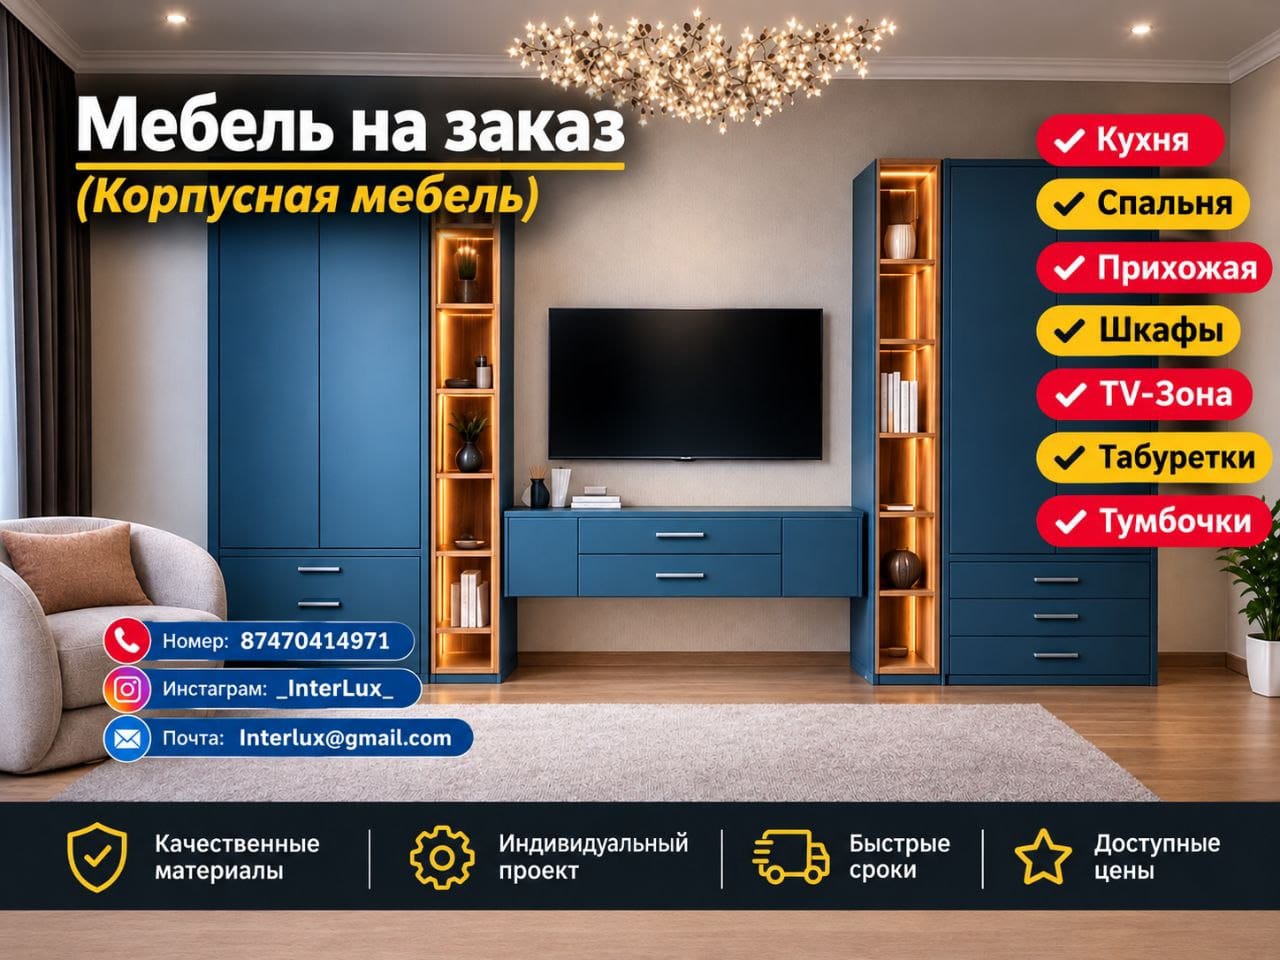 Мебель на заказ
(Корпусная мебель)
Кухня
Спальня
Прихожая
Шкафы
TV-Зона
Табуретки
Тумбочки
Номер: 87470414971
Инстаграм: _InterLux_
Почта: Interlux@gmail.com
Качественные
материалы
Индивидуальный
проект
Быстрые
сроки
Доступные
цены